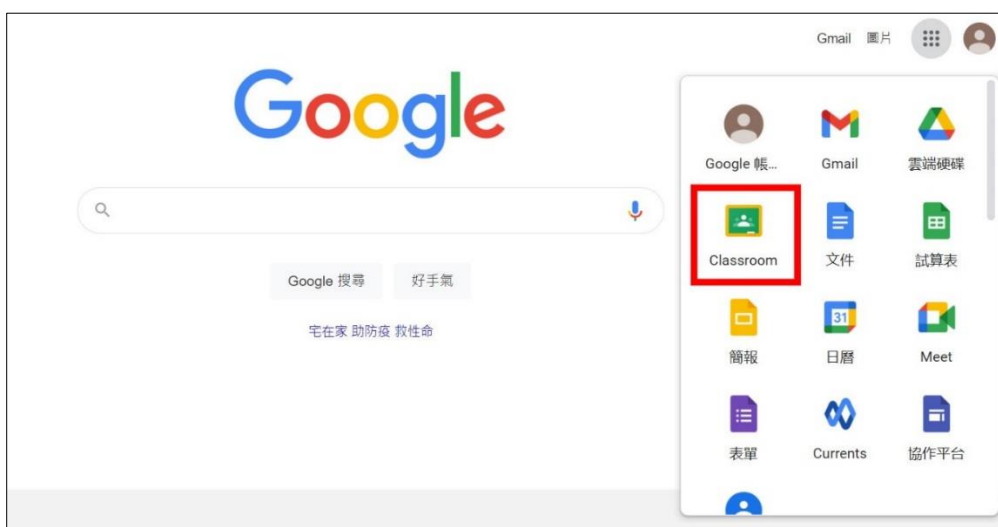 Gmail 圖片
Google
Google 搜尋 好手氣
宅在家 助防疫 救性命
Google 帳... Gmail 雲端硬碟
Classroom 文件 試算表
31
簡報 日曆 Meet
表單 Currents 協作平台